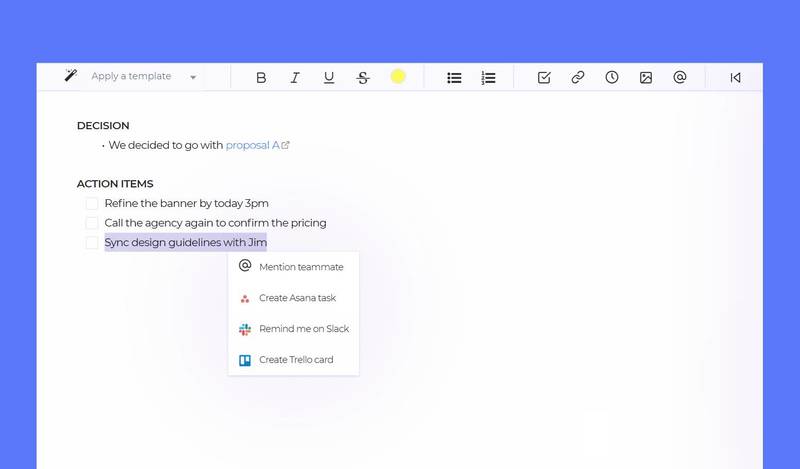 Apply a template
B I U S
DECISION
• We decided to go with proposal A
ACTION ITEMS
Refine the banner by today 3pm
Call the agency again to confirm the pricing
Sync design guidelines with Jim
Mention teammate
Create Asana task
Remind me on Slack
Create Trello card